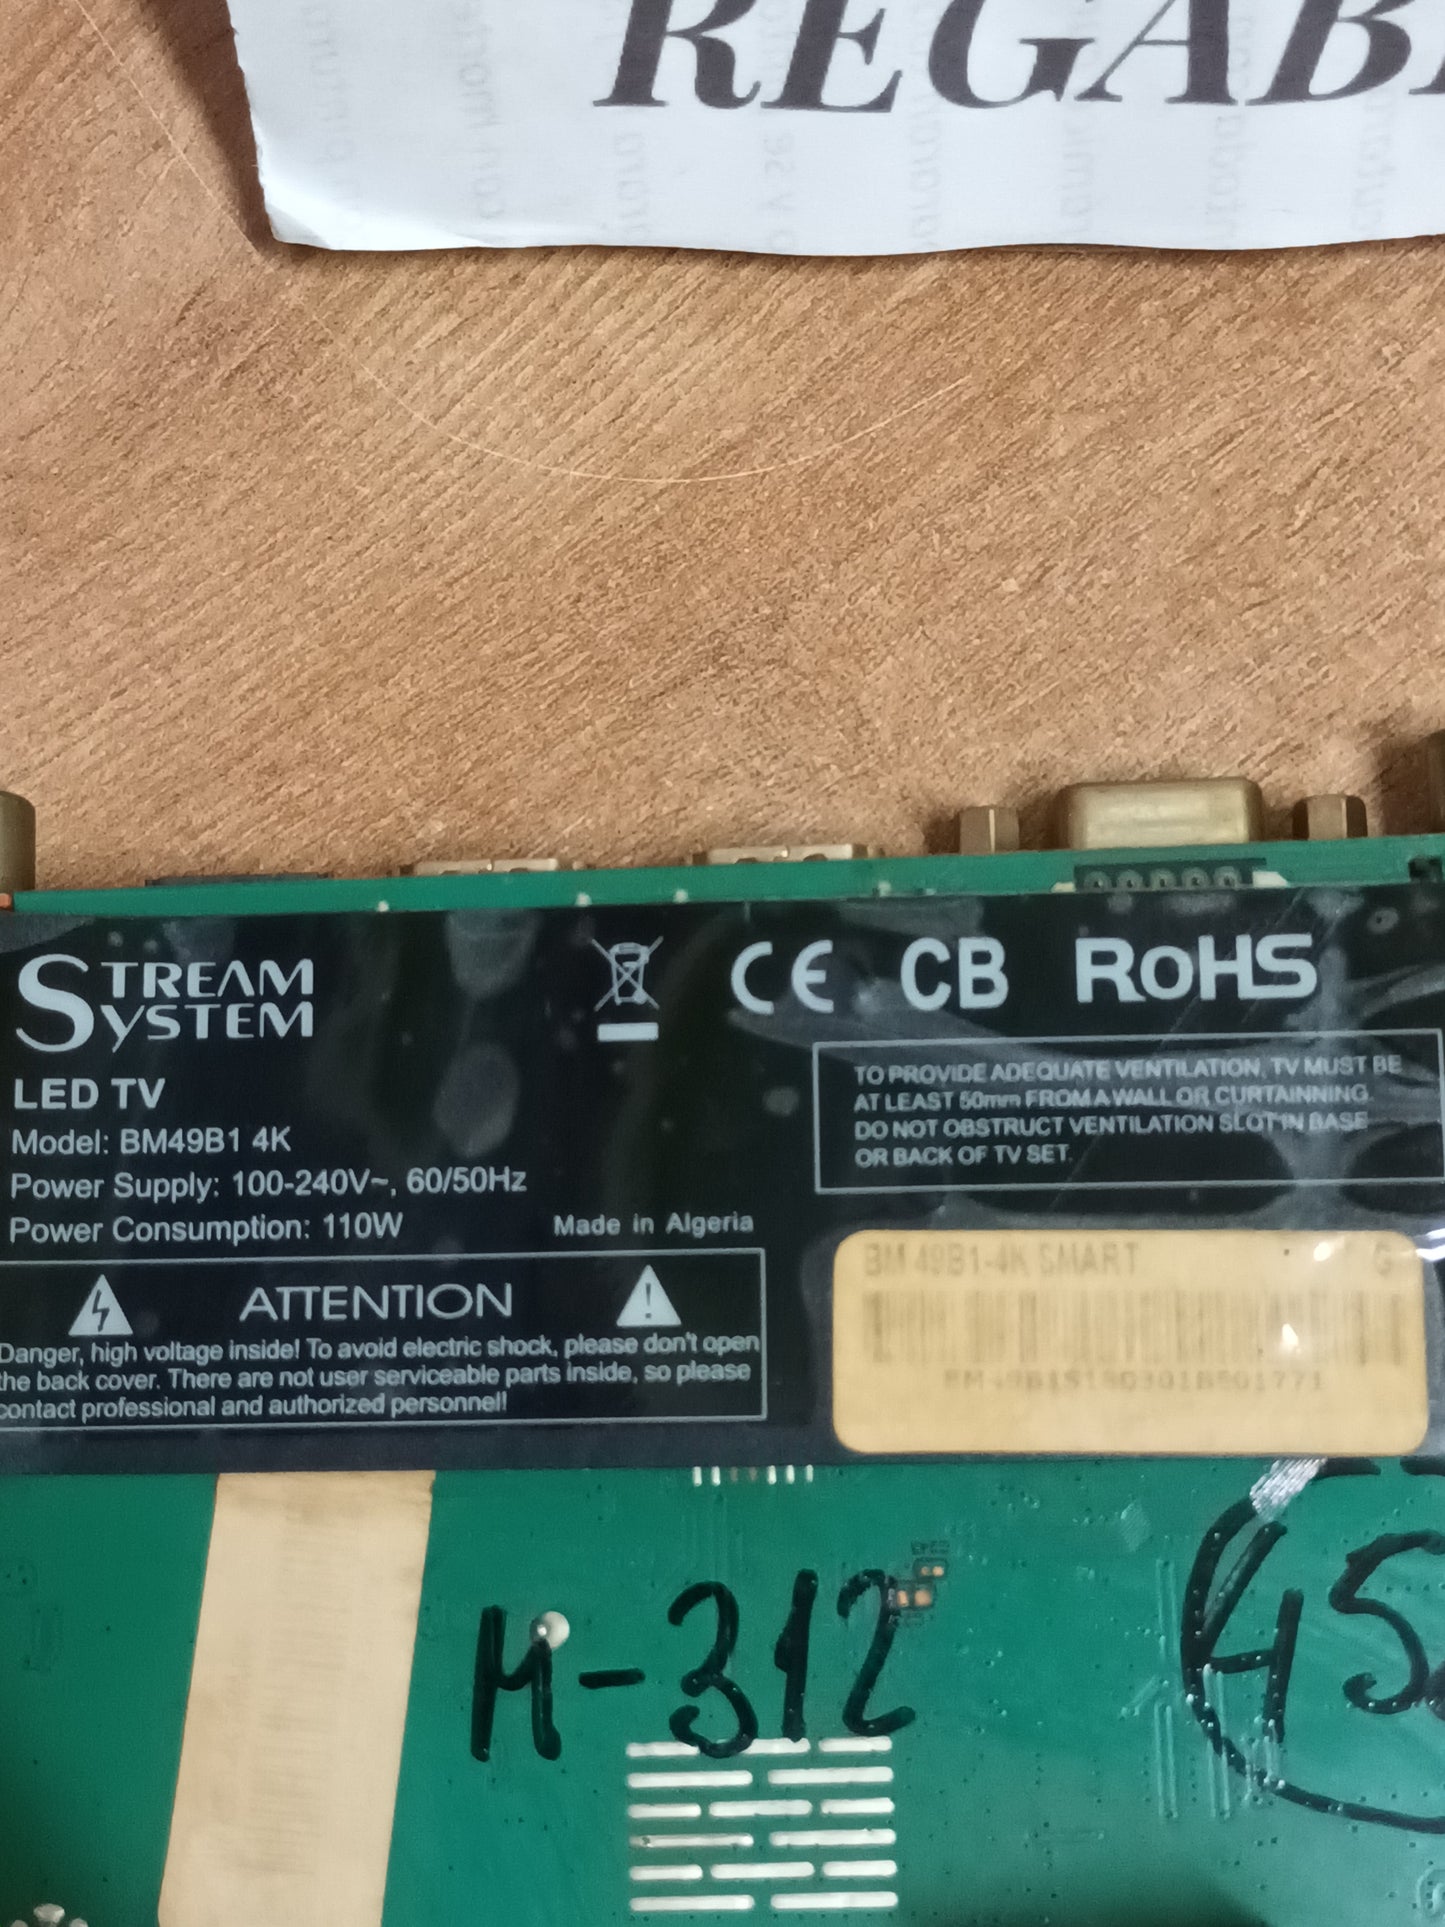 REGAB
STREAM
SYSTEM
CE CB RoHS
LED TV
Model: BM49B1 4K
Power Supply: 100-240V~, 60/50Hz
Power Consumption: 110W
Made in Algeria
TO PROVIDE ADEQUATE VENTILATION, TV MUST BE
AT LEAST 50mm FROM A WALL OR CURTAINNING.
DO NOT OBSTRUCT VENTILATION SLOT IN BASE
OR BACK OF TV SET.
ATTENTION
Danger, high voltage inside! To avoid electric shock, please don't open
the back cover. There are not user serviceable parts inside, so please
contact professional and authorized personnel!
BM 49B1-4K SMART G-
H-312